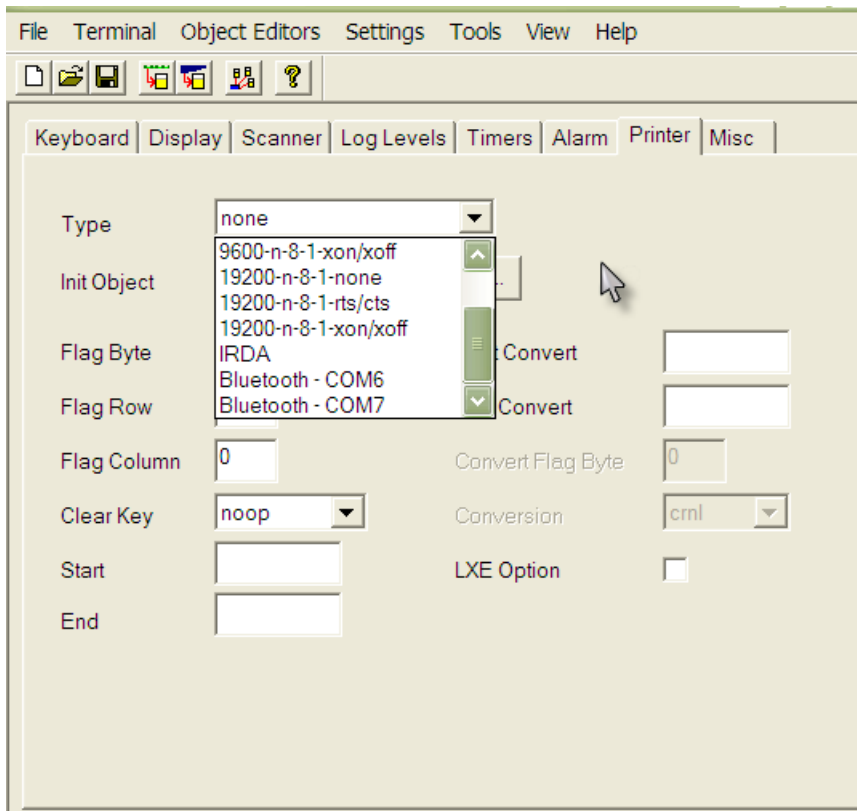 File Terminal Object Editors Settings Tools View Help
Keyboard Display Scanner Log Levels Timers Alarm Printer Misc
Type none
9600-n-8-1-xon/xoff
19200-n-8-1-none
Init Object
19200-n-8-1-rts/cts
19200-n-8-1-xon/xoff
Flag Byte IRDA Convert
Bluetooth - COM6
Flag Row Bluetooth - COM7 Convert
Flag Column 0 Convert Flag Byte 0
Clear Key noop Conversion crnl
Start LXE Option
End